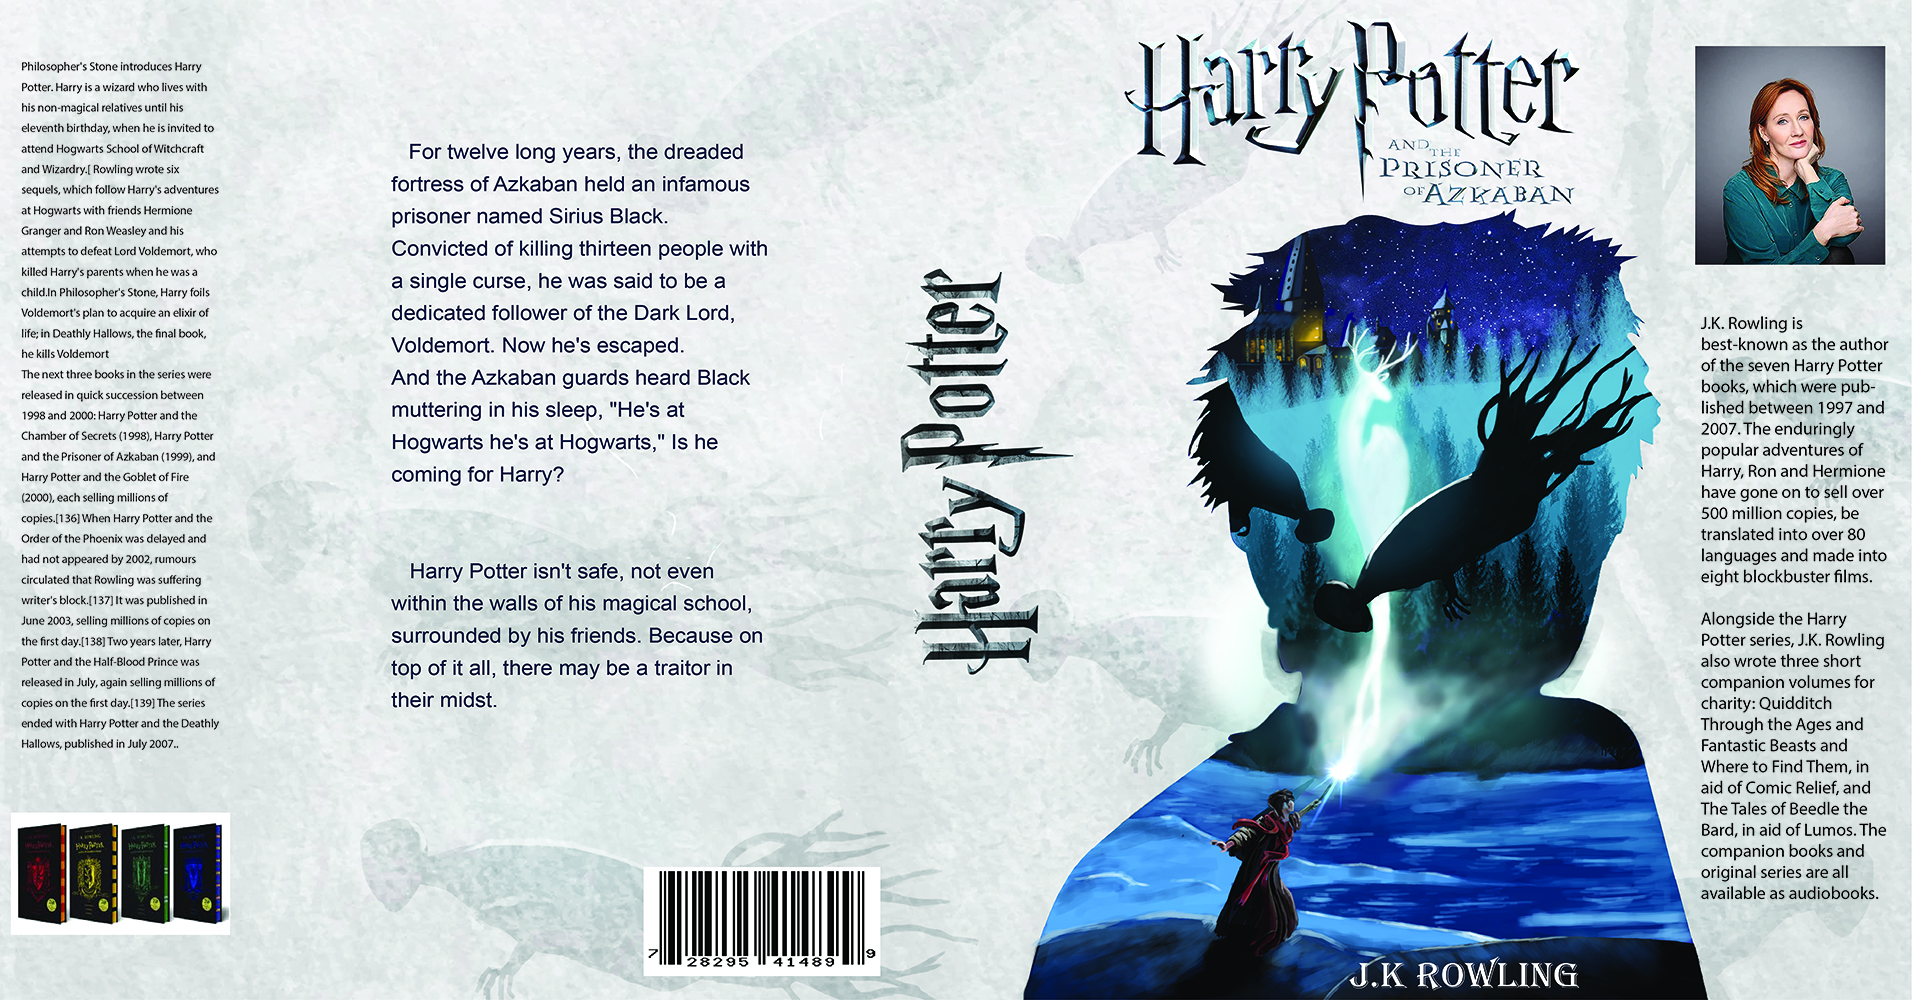 Philosopher's Stone introduces Harry
Potter. Harry is a wizard who lives with
his non-magical relatives until his
eleventh birthday, when he is invited to
attend Hogwarts School of Witchcraft
and Wizardry.[ Rowling wrote six
sequels, which follow Harry's adventures
at Hogwarts with friends Hermione
Granger and Ron Weasley and his
attempts to defeat Lord Voldemort, who
killed Harry's parents when he was a
child.In Philosopher's Stone, Harry foils
Voldemort's plan to acquire an elixir of
life; in Deathly Hallows, the final book,
he kills Voldemort
The next three books in the series were
released in quick succession between
1998 and 2000: Harry Potter and the
Chamber of Secrets (1998), Harry Potter
and the Prisoner of Azkaban (1999), and
Harry Potter and the Goblet of Fire
(2000), each selling millions of
copies.[136] When Harry Potter and the
Order of the Phoenix was delayed and
had not appeared by 2002, rumours
circulated that Rowling was suffering
writer's block.[137] It was published in
June 2003, selling millions of copies on
the first day.[138] Two years later, Harry
Potter and the Half-Blood Prince was
released in July, again selling millions of
copies on the first day.[139] The series
ended with Harry Potter and the Deathly
Hallows, published in July 2007..
For twelve long years, the dreaded
fortress of Azkaban held an infamous
prisoner named Sirius Black.
Convicted of killing thirteen people with
a single curse, he was said to be a
dedicated follower of the Dark Lord,
Voldemort. Now he's escaped.
And the Azkaban guards heard Black
muttering in his sleep, "He's at
Hogwarts he's at Hogwarts," Is he
coming for Harry?
Harry Potter isn't safe, not even
within the walls of his magical school,
surrounded by his friends. Because on
top of it all, there may be a traitor in
their midst.
7 28295 41489 9
Harry Potter
Harry Potter
AND THE
PRISONER
OF AZKABAN
J.K ROWLING
J.K. Rowling is
best-known as the author
of the seven Harry Potter
books, which were pub-
lished between 1997 and
2007. The enduringly
popular adventures of
Harry, Ron and Hermione
have gone on to sell over
500 million copies, be
translated into over 80
languages and made into
eight blockbuster films.
Alongside the Harry
Potter series, J.K. Rowling
also wrote three short
companion volumes for
charity: Quidditch
Through the Ages and
Fantastic Beasts and
Where to Find Them, in
aid of Comic Relief, and
The Tales of Beedle the
Bard, in aid of Lumos. The
companion books and
original series are all
available as audiobooks.